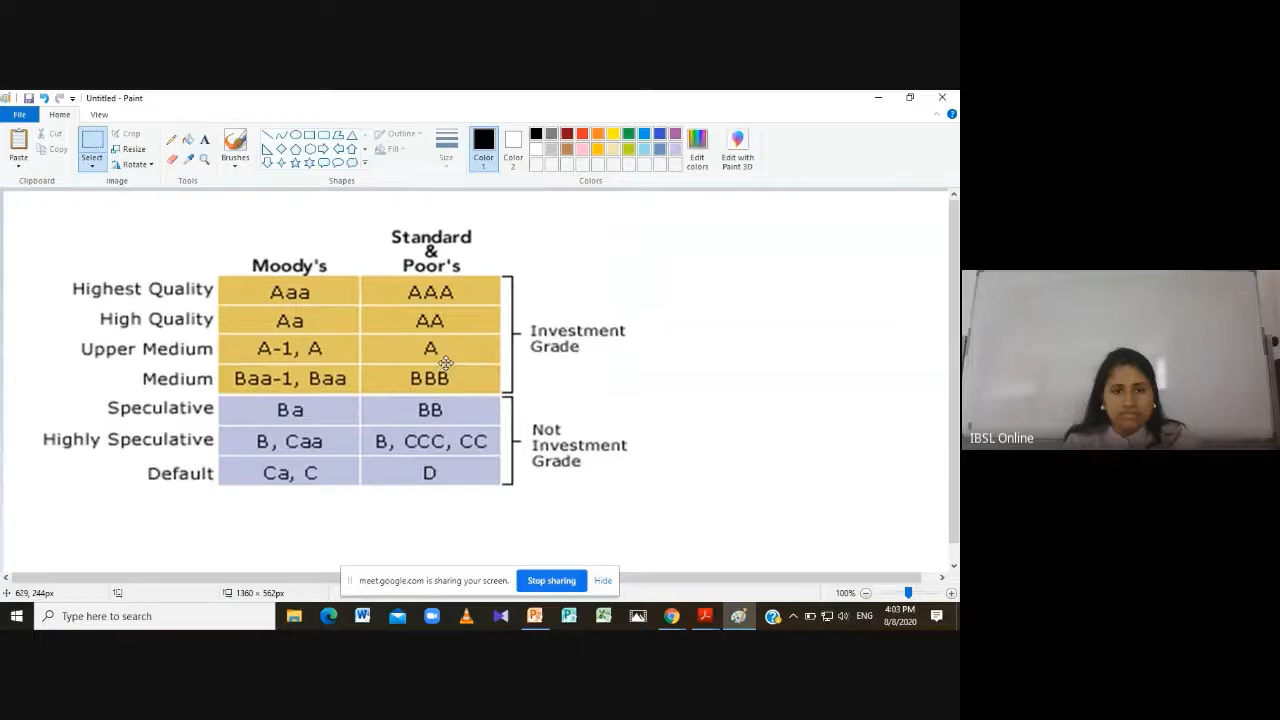 Untitled - Paint
File Home View
Paste Cut Copy
Select Crop Resize Rotate
Brushes
Outline Fill
Size
Color 1
Color 2
Edit colors
Edit with Paint 3D
Clipboard Image Tools Shapes Colors
Standard & Poor's
Moody's
Highest Quality Aaa AAA
High Quality Aa AA
Upper Medium A-1, A A
Medium Baa-1, Baa BBB
Investment Grade
Speculative Ba BB
Highly Speculative B, Caa B, CCC, CC
Default Ca, C D
Not Investment Grade
IBSL Online
meet.google.com is sharing your screen. Stop sharing Hide
629, 244px 1360 × 562px 100%
Type here to search
ENG 4:03 PM
8/8/2020